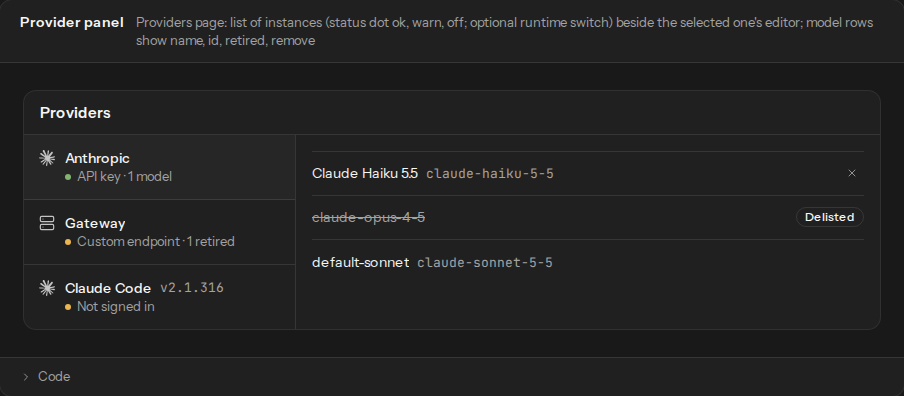 Provider panel
Providers page: list of instances (status dot ok, warn, off; optional runtime switch) beside the selected one's editor; model rows
show name, id, retired, remove
Providers
Anthropic
API key · 1 model
Gateway
Custom endpoint · 1 retired
Claude Code v2.1.316
Not signed in
Claude Haiku 5.5 claude-haiku-5-5
claude-opus-4-5 Delisted
default-sonnet claude-sonnet-5-5
Code